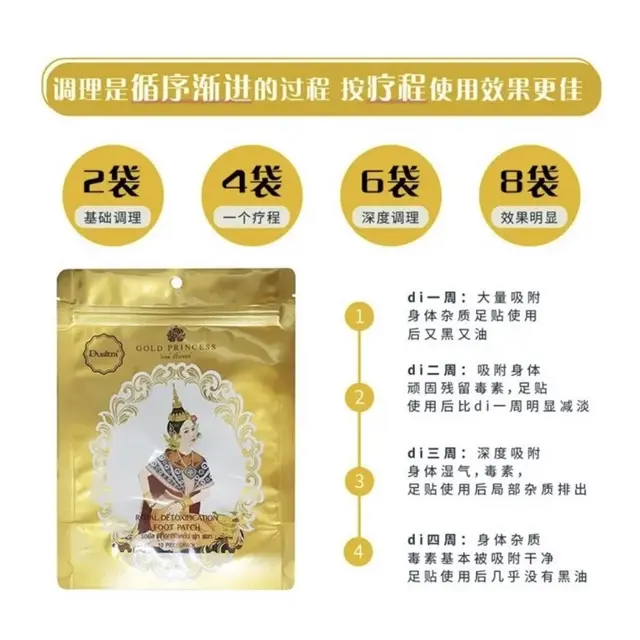 调理是循序渐进的过程 按疗程使用效果更佳
2袋
基础调理
4袋
一个疗程
6袋
深度调理
8袋
效果明显
Dusitra
GOLD PRINCESS
ROYAL DETOXIFICATION
FOOT PATCH
1
di一周：大量吸附
身体杂质足贴使用
后又黑又油
2
di二周：吸附身体
顽固残留毒素,足贴
使用后比di一周明显减淡
3
di三周：深度吸附
身体湿气,毒素,
足贴使用后局部杂质排出
4
di四周：身体杂质
毒素基本被吸附干净
足贴使用后几乎没有黑油